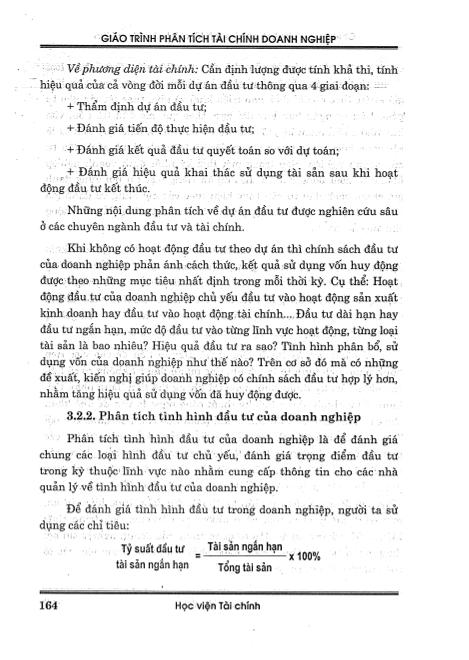 GIÁO TRÌNH PHÂN TÍCH TÀI CHÍNH DOANH NGHIỆP
Về phương diện tài chính: Cần định lượng được tính khả thi, tính
hiệu quả của cả vòng đời mỗi dự án đầu tư thông qua 4 giai đoạn:
+ Thẩm định dự án đầu tư;
+ Đánh giá tiến độ thực hiện đầu tư;
+ Đánh giá kết quả đầu tư quyết toán so với dự toán;
+ Đánh giá hiệu quả khai thác sử dụng tài sản sau khi hoạt
động đầu tư kết thúc.
Những nội dung phân tích về dự án đầu tư được nghiên cứu sâu
ở các chuyên ngành đầu tư và tài chính.
Khi không có hoạt động đầu tư theo dự án thì chính sách đầu tư
của doanh nghiệp phản ánh cách thức, kết quả sử dụng vốn huy động
được theo những mục tiêu nhất định trong mỗi thời kỳ. Cụ thể: Hoạt
động đầu tư của doanh nghiệp chủ yếu đầu tư vào hoạt động sản xuất
kinh doanh hay đầu tư vào hoạt động tài chính... Đầu tư dài hạn hay
đầu tư ngắn hạn, mức độ đầu tư vào từng lĩnh vực hoạt động, từng loại
tài sản là bao nhiêu? Hiệu quả đầu tư ra sao? Tình hình phân bổ, sử
dụng vốn của doanh nghiệp như thế nào? Trên cơ sở đó mà có những
đề xuất, kiến nghị giúp doanh nghiệp có chính sách đầu tư hợp lý hơn,
nhằm tăng hiệu quả sử dụng vốn đã huy động được.
3.2.2. Phân tích tình hình đầu tư của doanh nghiệp
Phân tích tình hình đầu tư của doanh nghiệp là để đánh giá
chung các loại hình đầu tư chủ yếu, đánh giá trọng điểm đầu tư
trong kỳ thuộc lĩnh vực nào nhằm cung cấp thông tin cho các nhà
quản lý về tình hình đầu tư của doanh nghiệp.
Để đánh giá tình hình đầu tư trong doanh nghiệp, người ta sử
dụng các chỉ tiêu:
Tỷ suất đầu tư
tài sản ngắn hạn
=
Tài sản ngắn hạn
Tổng tài sản
x 100%
164
Học viện Tài chính